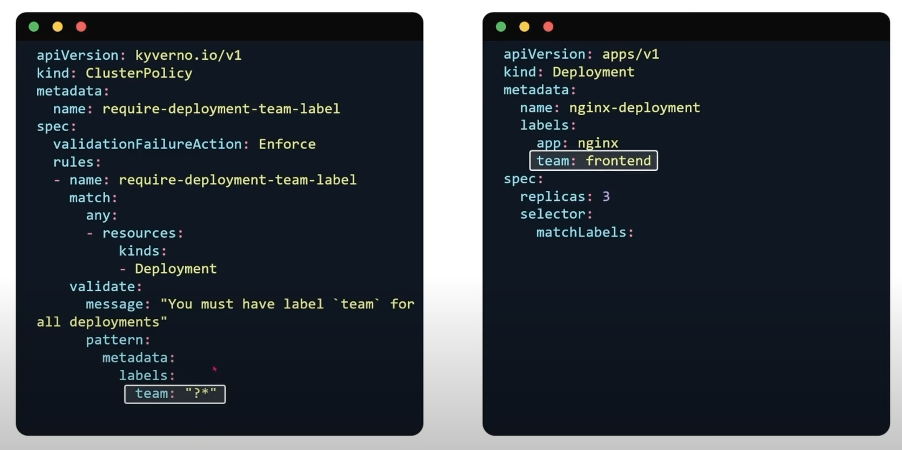 apiVersion: kyverno.io/v1
kind: ClusterPolicy
metadata:
  name: require-deployment-team-label
spec:
  validationFailureAction: Enforce
  rules:
  - name: require-deployment-team-label
    match:
      any:
      - resources:
          kinds:
          - Deployment
    validate:
      message: "You must have label `team` for
all deployments"
      pattern:
        metadata:
          labels:
            team: "?*"
apiVersion: apps/v1
kind: Deployment
metadata:
  name: nginx-deployment
  labels:
    app: nginx
    team: frontend
spec:
  replicas: 3
  selector:
    matchLabels: